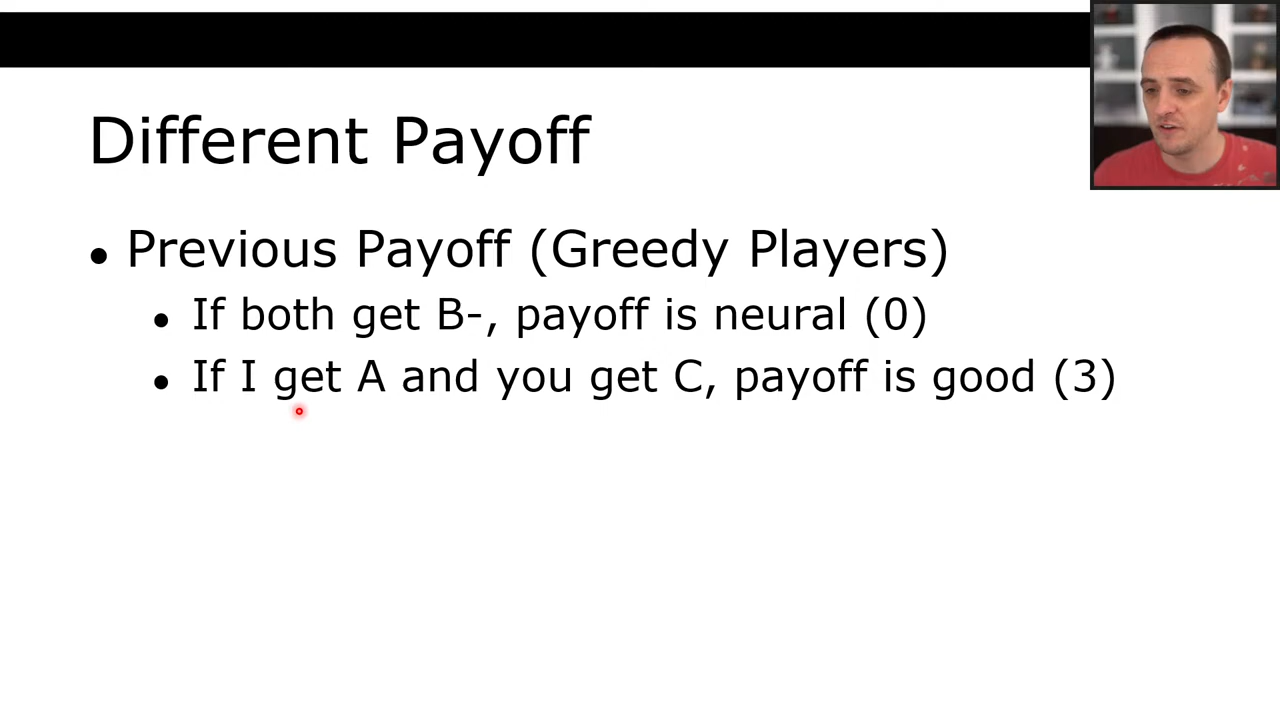 Different Payoff
• Previous Payoff (Greedy Players)
• If both get B-, payoff is neural (0)
• If I get A and you get C, payoff is good (3)